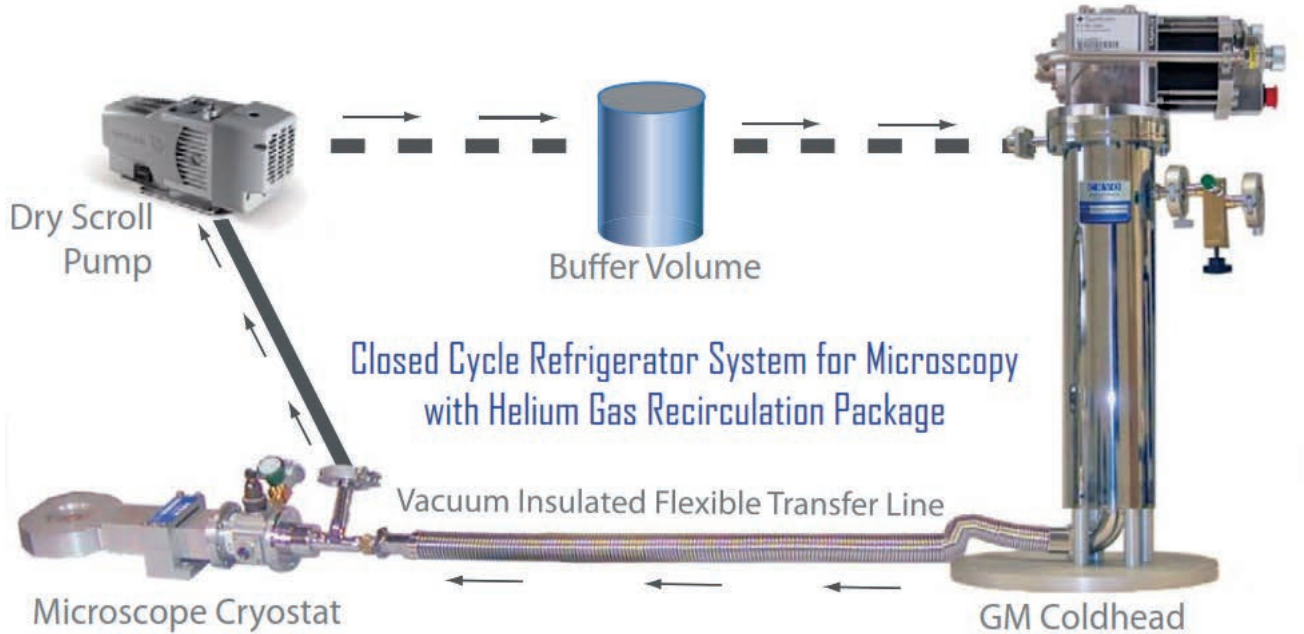 Dry Scroll
Pump
Buffer Volume
CRYO
Closed Cycle Refrigerator System for Microscopy
with Helium Gas Recirculation Package
Vacuum Insulated Flexible Transfer Line
Microscope Cryostat
GM Coldhead